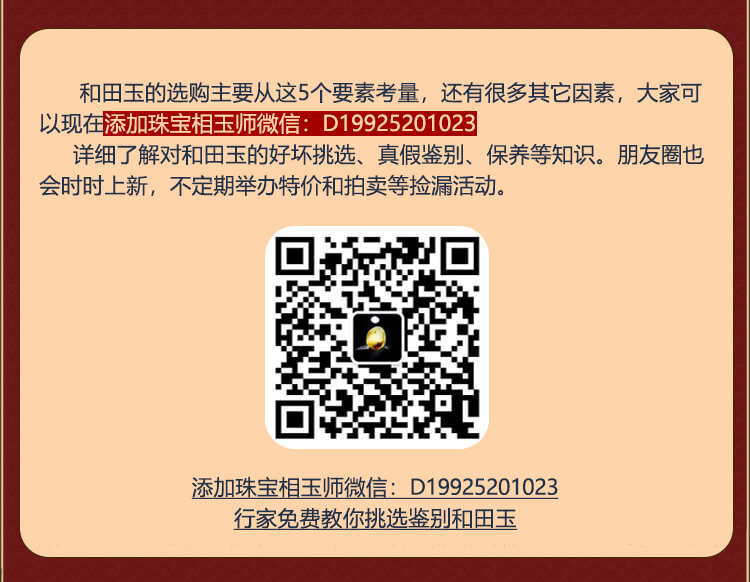 和田玉的选购主要从这5个要素考量，还有很多其它因素，大家可
以现在添加珠宝相玉师微信：D19925201023
详细了解对和田玉的好坏挑选、真假鉴别、保养等知识。朋友圈也
会时时上新，不定期举办特价和拍卖等捡漏活动。
添加珠宝相玉师微信：D19925201023
行家免费教你挑选鉴别和田玉